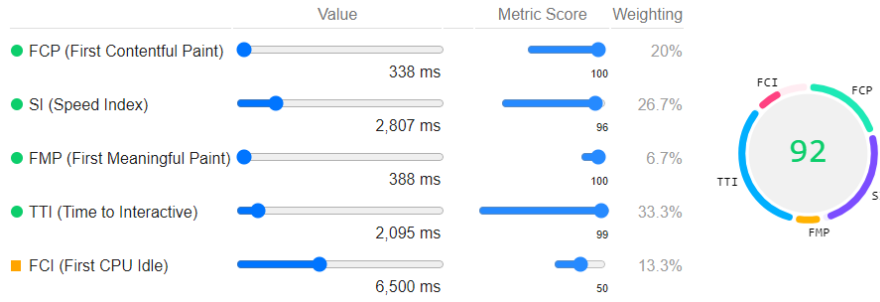 Value Metric Score Weighting
FCP (First Contentful Paint) 20%
338 ms 100
SI (Speed Index) 26.7%
2,807 ms 96
FMP (First Meaningful Paint) 6.7%
388 ms 100
TTI (Time to Interactive) 33.3%
2,095 ms 99
FCI (First CPU Idle) 13.3%
6,500 ms 50
FCI
FCP
92
TTI
S
FMP